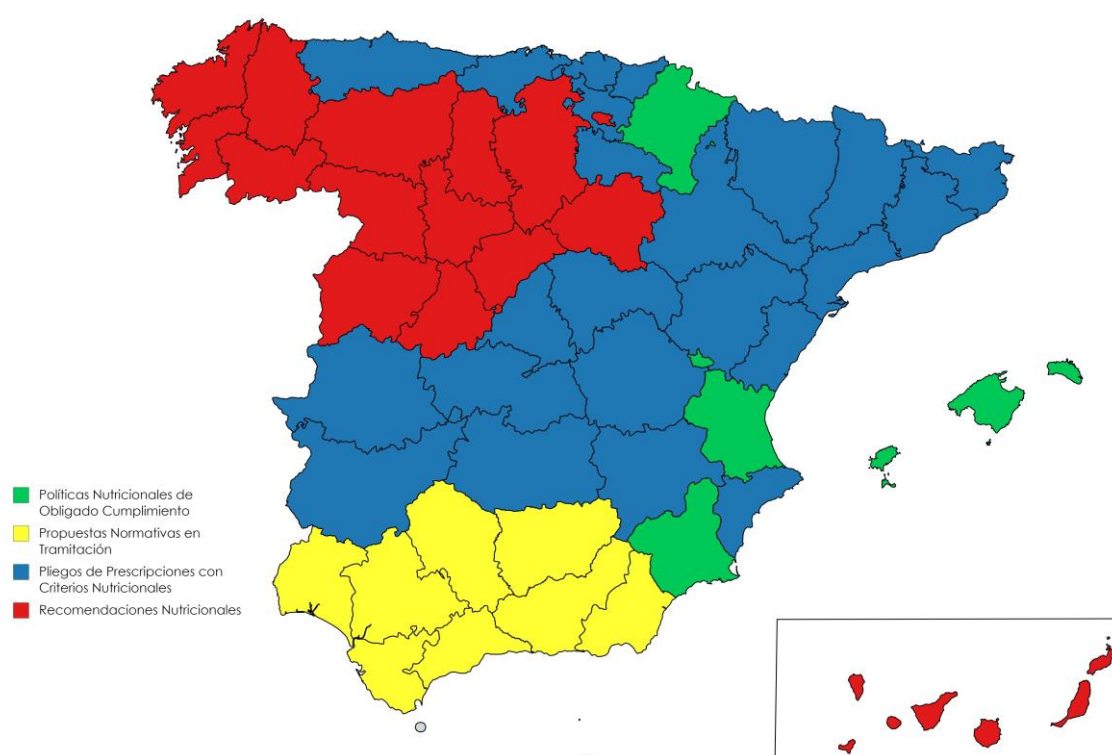 Políticas Nutricionales de
Obligado Cumplimiento
Propuestas Normativas en
Tramitación
Pliegos de Prescripciones con
Criterios Nutricionales
Recomendaciones Nutricionales